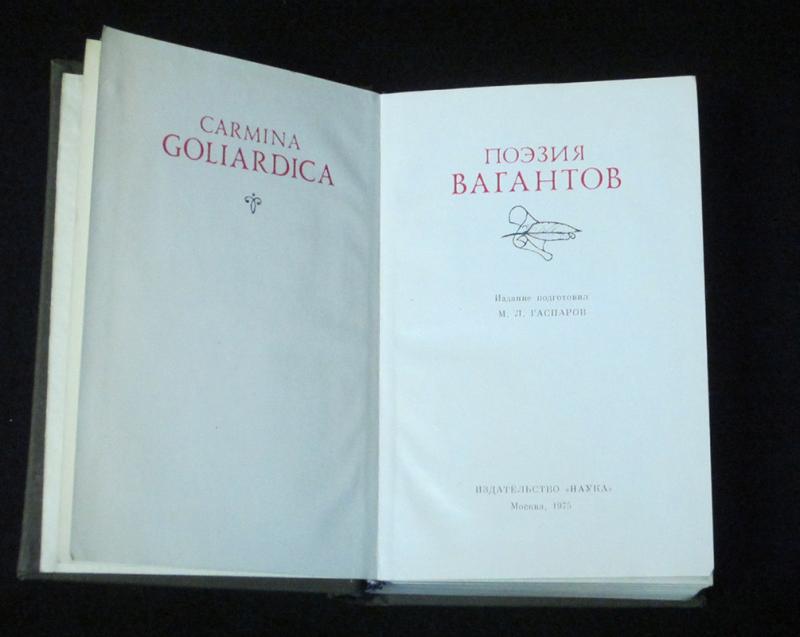 CARMINA
GOLIARDICA
ПОЭЗИЯ
ВАГАНТОВ
Издание подготовил
М. Л. ГАСПАРОВ
ИЗДАТЕЛЬСТВО «НАУКА»
Москва, 1975